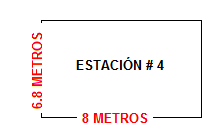 6.8 METROS
ESTACIÓN # 4
8 METROS